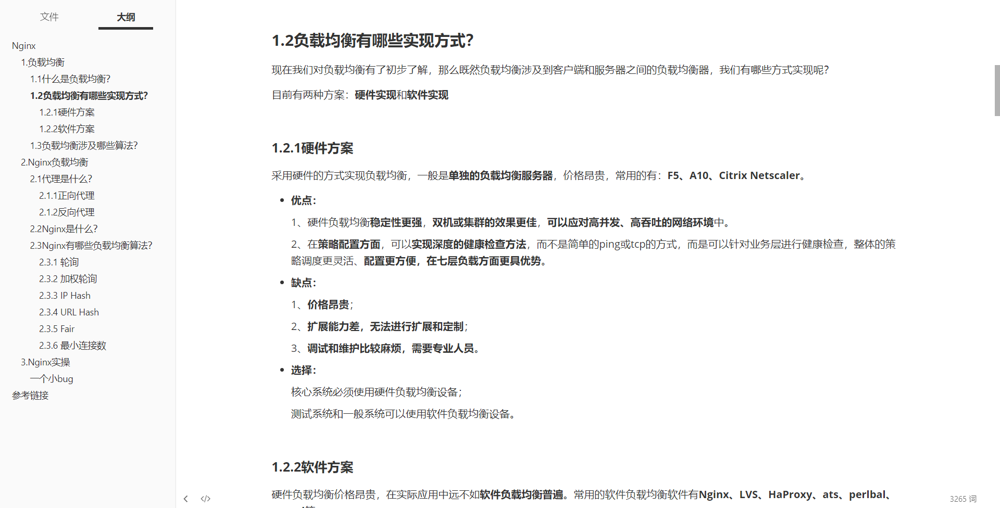 文件
大纲
Nginx
1.负载均衡
1.1什么是负载均衡?
1.2负载均衡有哪些实现方式?
1.2.1硬件方案
1.2.2软件方案
1.3负载均衡涉及哪些算法?
2.Nginx负载均衡
2.1代理是什么?
2.1.1正向代理
2.1.2反向代理
2.2Nginx是什么?
2.3Nginx有哪些负载均衡算法?
2.3.1 轮询
2.3.2 加权轮询
2.3.3 IP Hash
2.3.4 URL Hash
2.3.5 Fair
2.3.6 最小连接数
3.Nginx实操
一个小bug
参考链接
1.2负载均衡有哪些实现方式?
现在我们对负载均衡有了初步了解，那么既然负载均衡涉及到客户端和服务器之间的负载均衡器，我们有哪些方式实现呢?
目前有两种方案：硬件实现和软件实现
1.2.1硬件方案
采用硬件的方式实现负载均衡，一般是单独的负载均衡服务器，价格昂贵，常用的有：F5、A10、Citrix Netscaler。
• 优点：
1、硬件负载均衡稳定性更强，双机或集群的效果更佳，可以应对高并发、高吞吐的网络环境中。
2、在策略配置方面，可以实现深度的健康检查方法，而不是简单的ping或tcp的方式，而是可以针对业务层进行健康检查，整体的策
略调度更灵活、配置更方便，在七层负载方面更具优势。
• 缺点：
1、价格昂贵；
2、扩展能力差，无法进行扩展和定制；
3、调试和维护比较麻烦，需要专业人员。
• 选择：
核心系统必须使用硬件负载均衡设备；
测试系统和一般系统可以使用软件负载均衡设备。
1.2.2软件方案
硬件负载均衡价格昂贵，在实际应用中远不如软件负载均衡普遍。常用的软件负载均衡软件有Nginx、LVS、HaProxy、ats、perlbal、
</>
3265 词